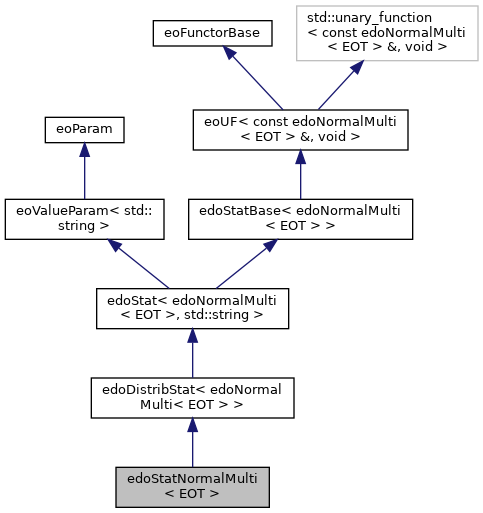 eoFunctorBase
std::unary_function
< const edoNormalMulti
< EOT > &, void >
eoParam
eoUF< const edoNormalMulti
< EOT > &, void >
eoValueParam< std::
string >
edoStatBase< edoNormalMulti
< EOT > >
edoStat< edoNormalMulti
< EOT >, std::string >
edoDistribStat< edoNormal
Multi< EOT > >
edoStatNormalMulti
< EOT >